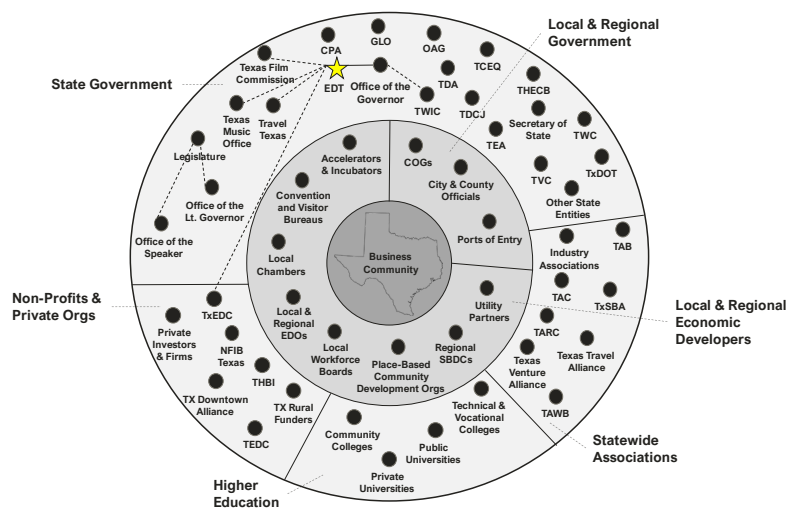 Local & Regional
Government
State Government
CPA
GLO
OAG
TCEQ
Texas Film
Commission
EDT
Office of the
Governor
TDA
THECB
Texas
Music
Office
Travel
Texas
TWIC
TDCJ
Secretary of
State
TWC
TEA
Legislature
TVC
TxDOT
Office of the
Lt. Governor
Other State
Entities
Office of the
Speaker
Accelerators
& Incubators
COGs
Convention
and Visitor
Bureaus
City & County
Officials
Local
Chambers
Business
Community
Ports of Entry
Industry
Associations
TAB
Non-Profits &
Private Orgs
TxEDC
Local &
Regional
EDOs
Utility
Partners
TAC
TxSBA
Local & Regional
Economic
Developers
Private
Investors
& Firms
NFIB
Texas
Local
Workforce
Boards
Place-Based
Community
Development Orgs
Regional
SBDCs
TARC
Texas
Venture
Alliance
Texas Travel
Alliance
THBI
TX Downtown
Alliance
TX Rural
Funders
TAWB
TEDC
Community
Colleges
Technical &
Vocational
Colleges
Public
Universities
Private
Universities
Statewide
Associations
Higher
Education